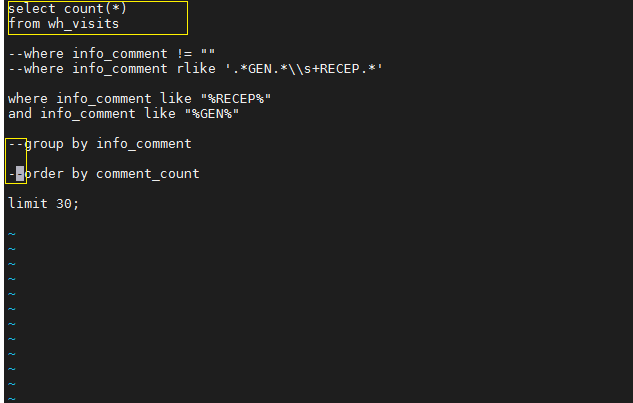 select count(*)
from wh_visits
--where info_comment != ""
--where info_comment rlike '.*GEN.*\\s+RECEP.*'
where info_comment like "%RECEP%"
and info_comment like "%GEN%"
--group by info_comment
--order by comment_count
limit 30;
~
~
~
~
~
~
~
~
~
~
~
~